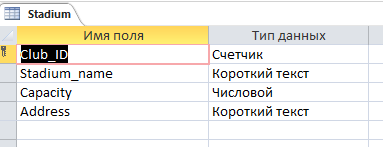 Stadium
Имя поля Тип данных
Club_ID Счетчик
Stadium_name Короткий текст
Capacity Числовой
Address Короткий текст